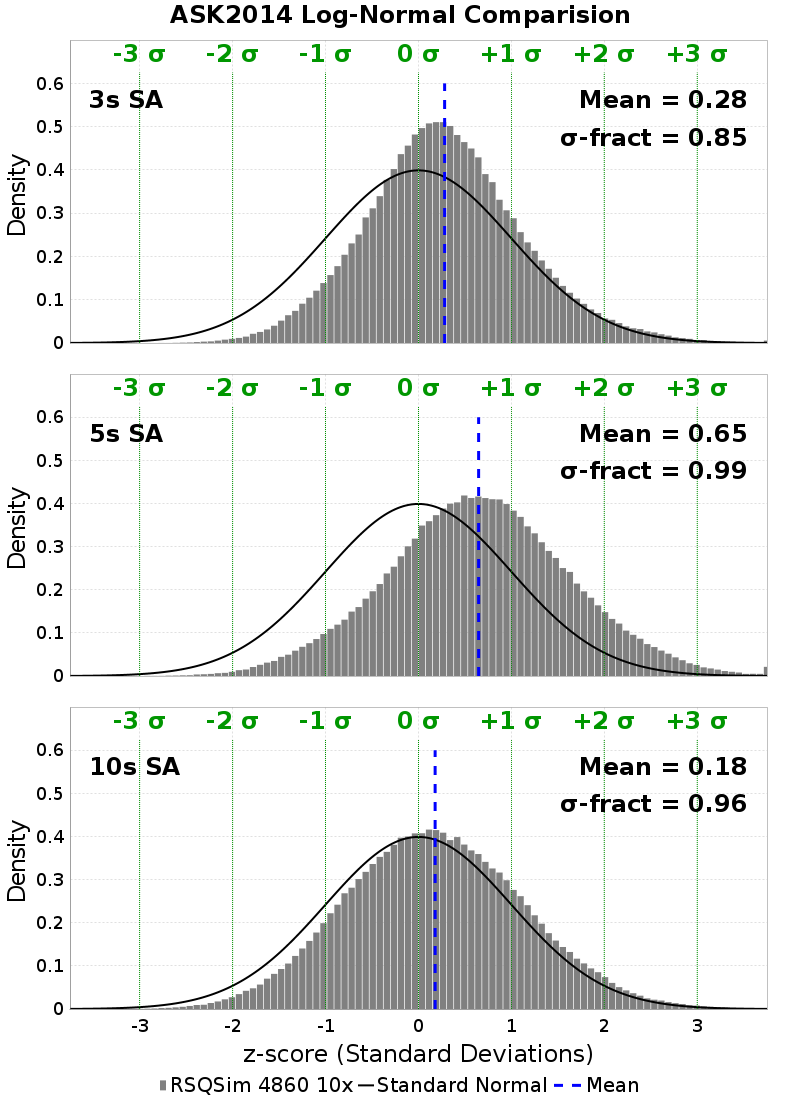 ASK2014 Log-Normal Comparision
-3 σ -2 σ -1 σ 0 σ +1 σ +2 σ +3 σ
0.6
3s SA
Mean = 0.28
0.5
σ-fract = 0.85
0.4
0.3
0.2
0.1
0
Density
-3 σ -2 σ -1 σ 0 σ +1 σ +2 σ +3 σ
0.6
5s SA
Mean = 0.65
0.5
σ-fract = 0.99
0.4
0.3
0.2
0.1
0
Density
-3 σ -2 σ -1 σ 0 σ +1 σ +2 σ +3 σ
0.6
10s SA
Mean = 0.18
0.5
σ-fract = 0.96
0.4
0.3
0.2
0.1
0
Density
-3 -2 -1 0 1 2 3
z-score (Standard Deviations)
RSQSim 4860 10x Standard Normal Mean